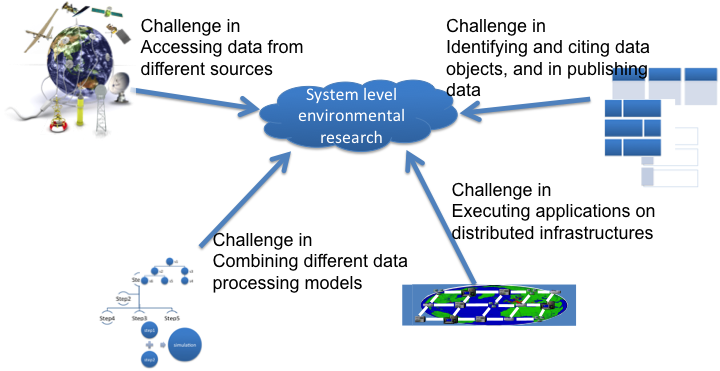 Challenge in
Accessing data from
different sources
Challenge in
Identifying and citing data
objects, and in publishing
data
System level
environmental
research
Challenge in
Executing applications on
distributed infrastructures
Challenge in
Combining different data
processing models
Step2
Step4
Step3
Step5
step1
step2
simulation